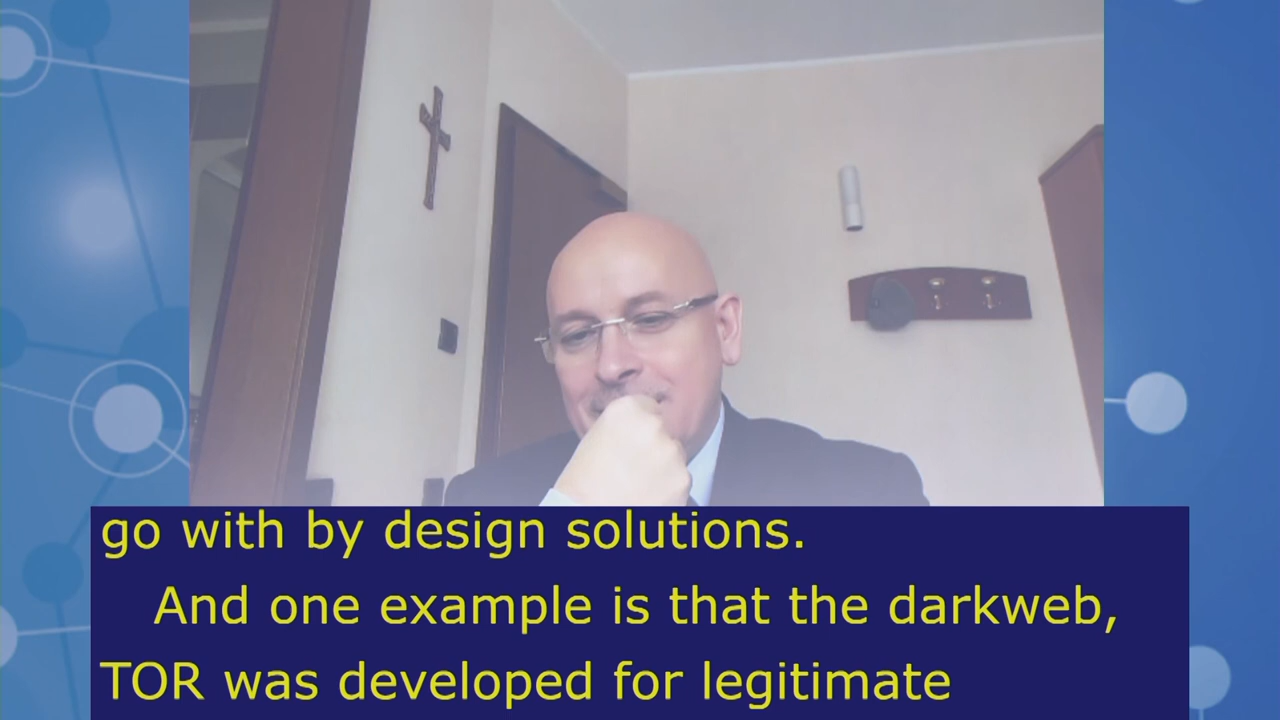 go with by design solutions.
And one example is that the darkweb,
TOR was developed for legitimate